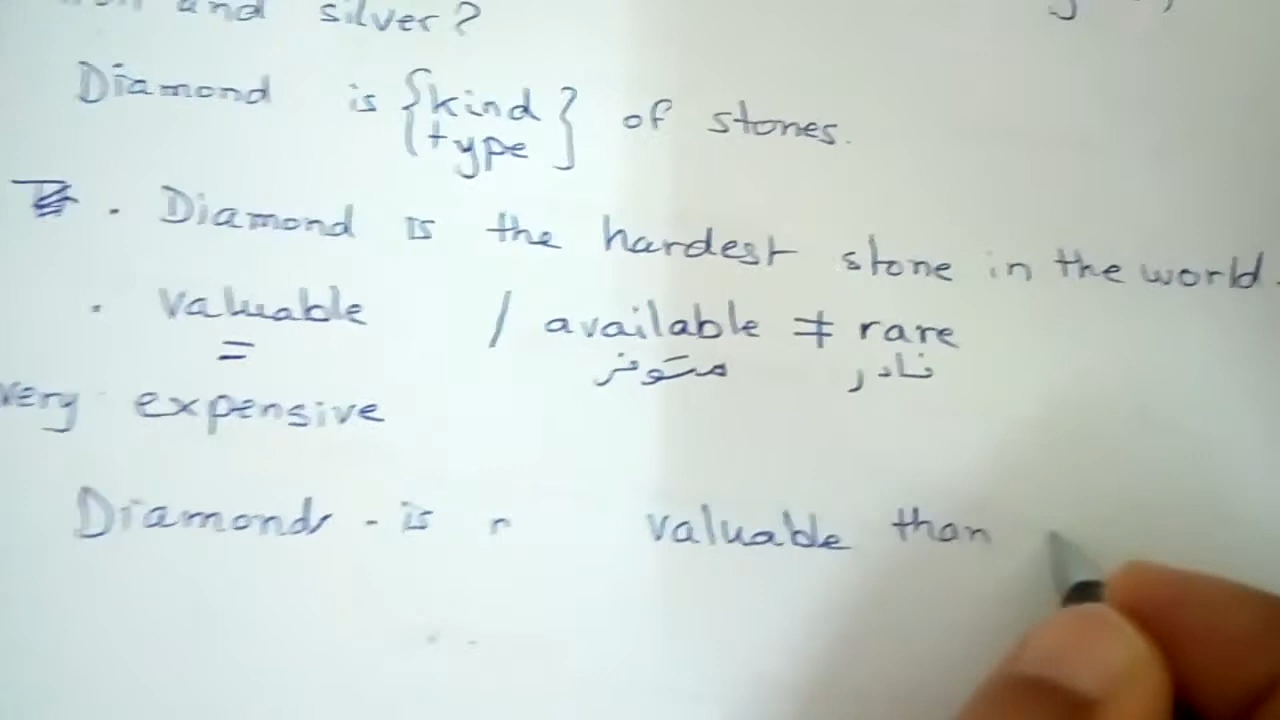 and silver?
Diamond is {kind
type} of stones.
. Diamond is the hardest stone in the world.
. valuable / available ≠ rare
= متوفر نادر
very expensive
Diamond - is valuable than